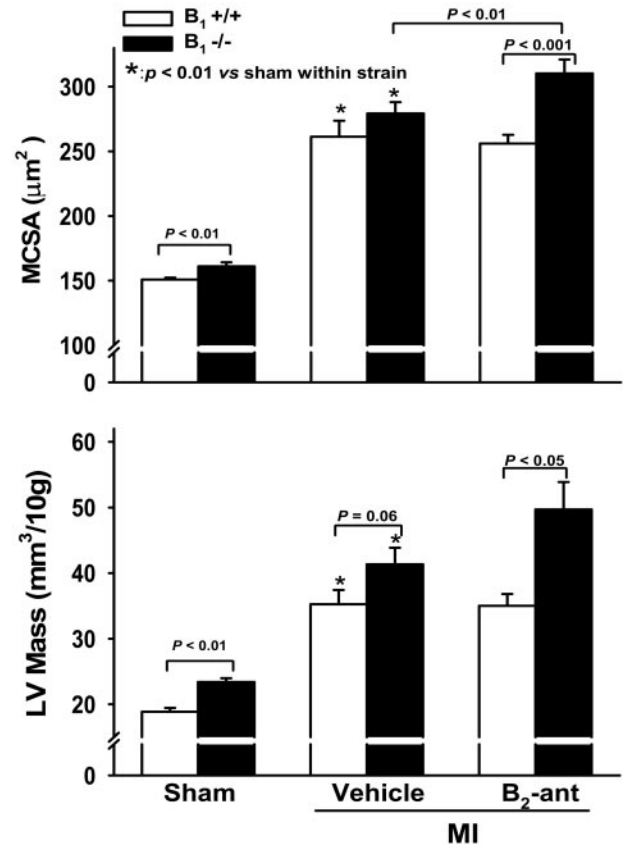 B₁ +/+
B₁ -/-
*:p < 0.01 vs sham within strain
P < 0.01
P < 0.001
* *
P < 0.01
MCSA (μm²)
300
250
200
150
100
0
P < 0.05
P = 0.06
* *
P < 0.01
LV Mass (mm³/10g)
60
50
40
30
20
0
Sham Vehicle B₂-ant
MI